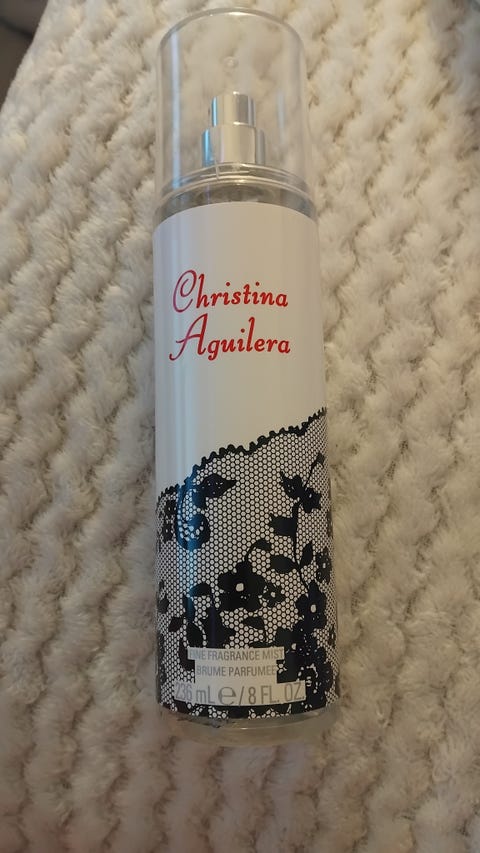 Christina
Aguilera
FINE FRAGRANCE MIST
BRUME PARFUMEE
236 mL ℮ / 8 FL. OZ.